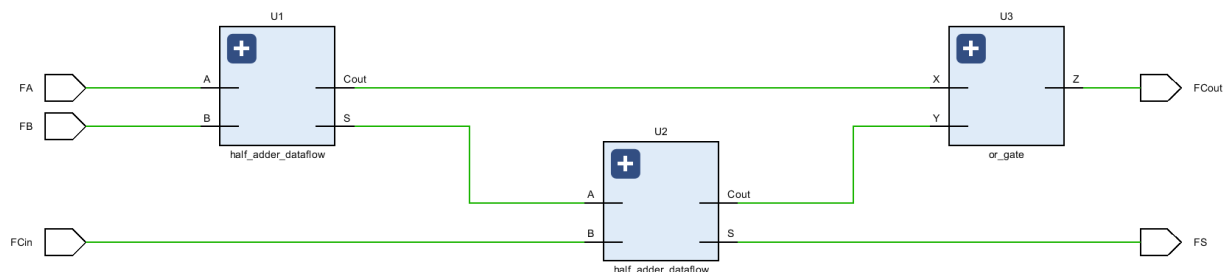 U1
FA
A
Cout
FB
B
S
half_adder_dataflow
U2
A
Cout
FCin
B
S
half_adder_dataflow
U3
X
Z
FCout
Y
or_gate
FS